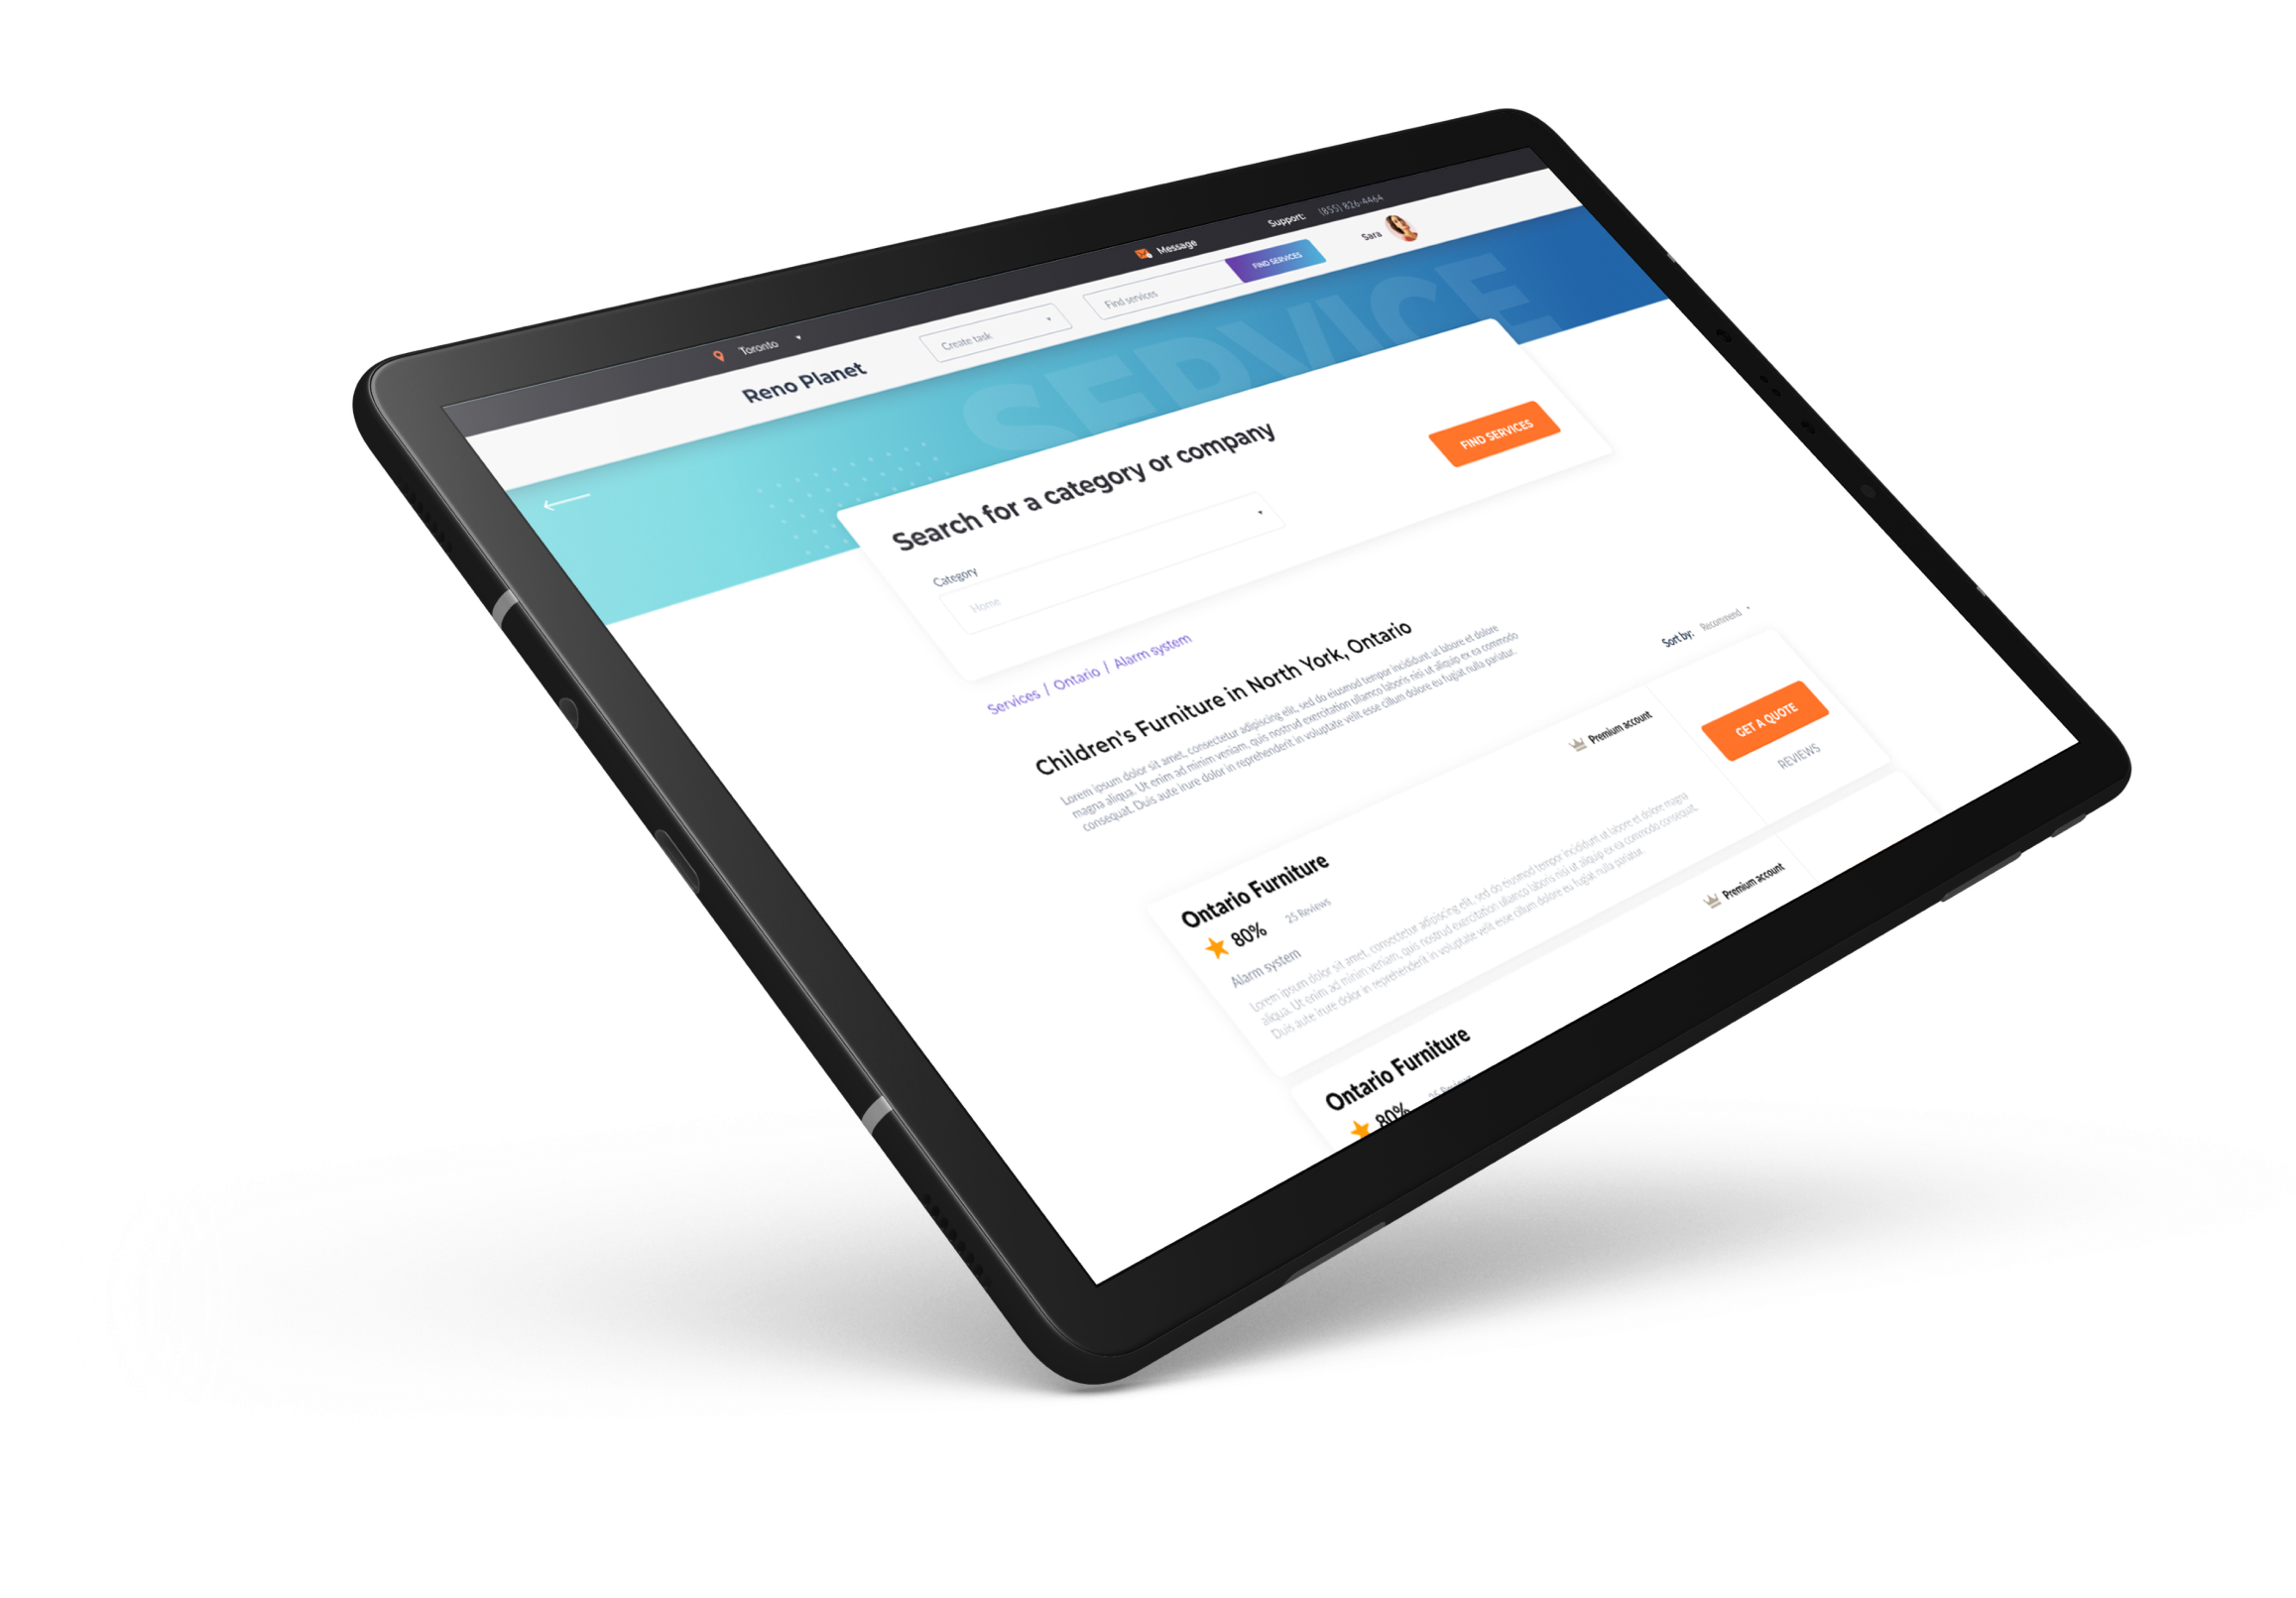 Toronto
Message
Support: (855) 826-4464
Reno Planet
Create task
Find services
FIND SERVICES
Sara
SERVICE
Search for a category or company
Category
Home
FIND SERVICES
Services / Ontario / Alarm system
Children's Furniture in North York, Ontario
Lorem ipsum dolor sit amet, consectetur adipiscing elit, sed do eiusmod tempor incididunt ut labore et dolore
magna aliqua. Ut enim ad minim veniam, quis nostrud exercitation ullamco laboris nisi ut aliquip ex ea commodo
consequat. Duis aute irure dolor in reprehenderit in voluptate velit esse cillum dolore eu fugiat nulla pariatur.
Sort by: Recommend
Ontario Furniture
80%
25 Reviews
Premium account
GET A QUOTE
REVIEWS
Alarm system
Lorem ipsum dolor sit amet, consectetur adipiscing elit, sed do eiusmod tempor incididunt ut labore et dolore magna
aliqua. Ut enim ad minim veniam, quis nostrud exercitation ullamco laboris nisi ut aliquip ex ea commodo consequat.
Duis aute irure dolor in reprehenderit in voluptate velit esse cillum dolore eu fugiat nulla pariatur.
Ontario Furniture
80%
Premium account